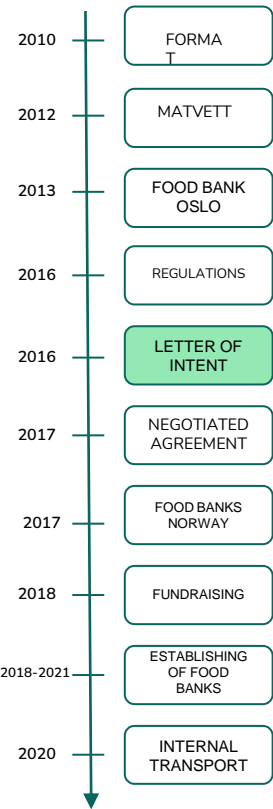 2010
FORMA
T
2012
MATVETT
2013
FOOD BANK
OSLO
2016
REGULATIONS
2016
LETTER OF
INTENT
2017
NEGOTIATED
AGREEMENT
2017
FOOD BANKS
NORWAY
2018
FUNDRAISING
2018-2021
ESTABLISHING
OF FOOD
BANKS
2020
INTERNAL
TRANSPORT